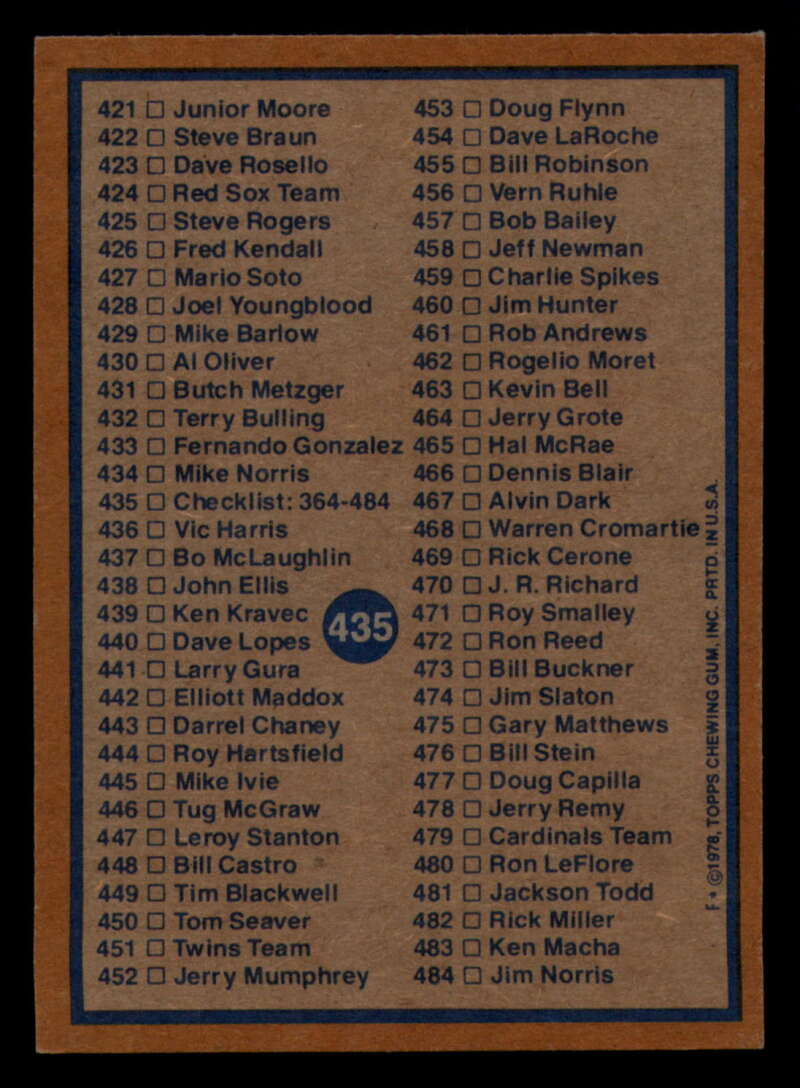 421 □ Junior Moore
422 □ Steve Braun
423 □ Dave Rosello
424 □ Red Sox Team
425 □ Steve Rogers
426 □ Fred Kendall
427 □ Mario Soto
428 □ Joel Youngblood
429 □ Mike Barlow
430 □ Al Oliver
431 □ Butch Metzger
432 □ Terry Bulling
433 □ Fernando Gonzalez
434 □ Mike Norris
435 □ Checklist: 364-484
436 □ Vic Harris
437 □ Bo McLaughlin
438 □ John Ellis
439 □ Ken Kravec
440 □ Dave Lopes
441 □ Larry Gura
442 □ Elliott Maddox
443 □ Darrel Chaney
444 □ Roy Hartsfield
445 □ Mike Ivie
446 □ Tug McGraw
447 □ Leroy Stanton
448 □ Bill Castro
449 □ Tim Blackwell
450 □ Tom Seaver
451 □ Twins Team
452 □ Jerry Mumphrey
435
453 □ Doug Flynn
454 □ Dave LaRoche
455 □ Bill Robinson
456 □ Vern Ruhle
457 □ Bob Bailey
458 □ Jeff Newman
459 □ Charlie Spikes
460 □ Jim Hunter
461 □ Rob Andrews
462 □ Rogelio Moret
463 □ Kevin Bell
464 □ Jerry Grote
465 □ Hal McRae
466 □ Dennis Blair
467 □ Alvin Dark
468 □ Warren Cromartie
469 □ Rick Cerone
470 □ J. R. Richard
471 □ Roy Smalley
472 □ Ron Reed
473 □ Bill Buckner
474 □ Jim Slaton
475 □ Gary Matthews
476 □ Bill Stein
477 □ Doug Capilla
478 □ Jerry Remy
479 □ Cardinals Team
480 □ Ron LeFlore
481 □ Jackson Todd
482 □ Rick Miller
483 □ Ken Macha
484 □ Jim Norris
F * ©1978, TOPPS CHEWING GUM, INC. PRTD. IN U.S.A.